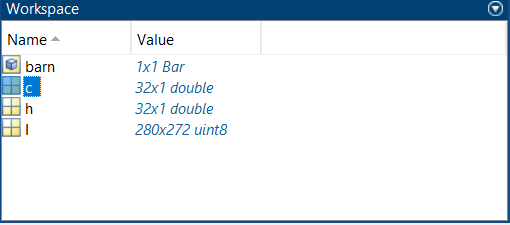 Workspace
Name Value
barn 1x1 Bar
c 32x1 double
h 32x1 double
I 280x272 uint8